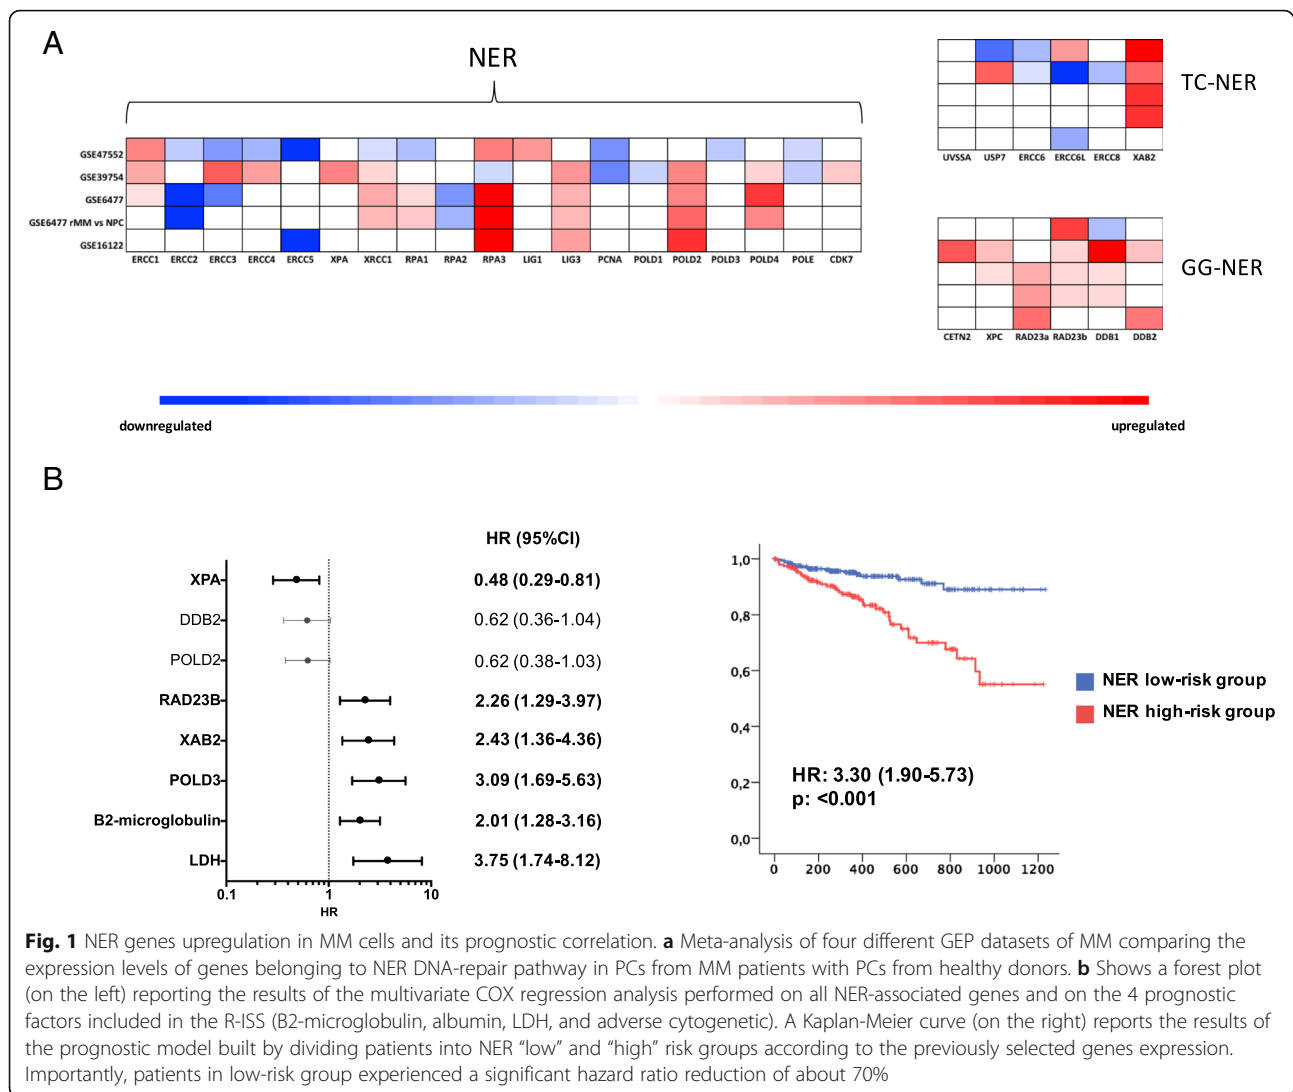 A
NER
GSE47552
GSE39754
GSE6477
GSE6477 rMM vs NPC
GSE16122
ERCC1 ERCC2 ERCC3 ERCC4 ERCC5 XPA XRCC1 RPA1 RPA2 RPA3 LIG1 LIG3 PCNA POLD1 POLD2 POLD3 POLD4 POLE CDK7
TC-NER
UVSSA USP7 ERCC6 ERCC6L ERCC8 XAB2
GG-NER
CETN2 XPC RAD23a RAD23b DDB1 DDB2
downregulated
upregulated
B
HR (95%CI)
XPA 0.48 (0.29-0.81)
DDB2 0.62 (0.36-1.04)
POLD2 0.62 (0.38-1.03)
RAD23B 2.26 (1.29-3.97)
XAB2 2.43 (1.36-4.36)
POLD3 3.09 (1.69-5.63)
B2-microglobulin 2.01 (1.28-3.16)
LDH 3.75 (1.74-8.12)
0.1 1 10
HR
1,0
0,8
0,6
0,4
0,2
0,0
0 200 400 600 800 1000 1200
HR: 3.30 (1.90-5.73)
p: <0.001
NER low-risk group
NER high-risk group
Fig. 1 NER genes upregulation in MM cells and its prognostic correlation. a Meta-analysis of four different GEP datasets of MM comparing the
expression levels of genes belonging to NER DNA-repair pathway in PCs from MM patients with PCs from healthy donors. b Shows a forest plot
(on the left) reporting the results of the multivariate COX regression analysis performed on all NER-associated genes and on the 4 prognostic
factors included in the R-ISS (B2-microglobulin, albumin, LDH, and adverse cytogenetic). A Kaplan-Meier curve (on the right) reports the results of
the prognostic model built by dividing patients into NER “low” and “high” risk groups according to the previously selected genes expression.
Importantly, patients in low-risk group experienced a significant hazard ratio reduction of about 70%